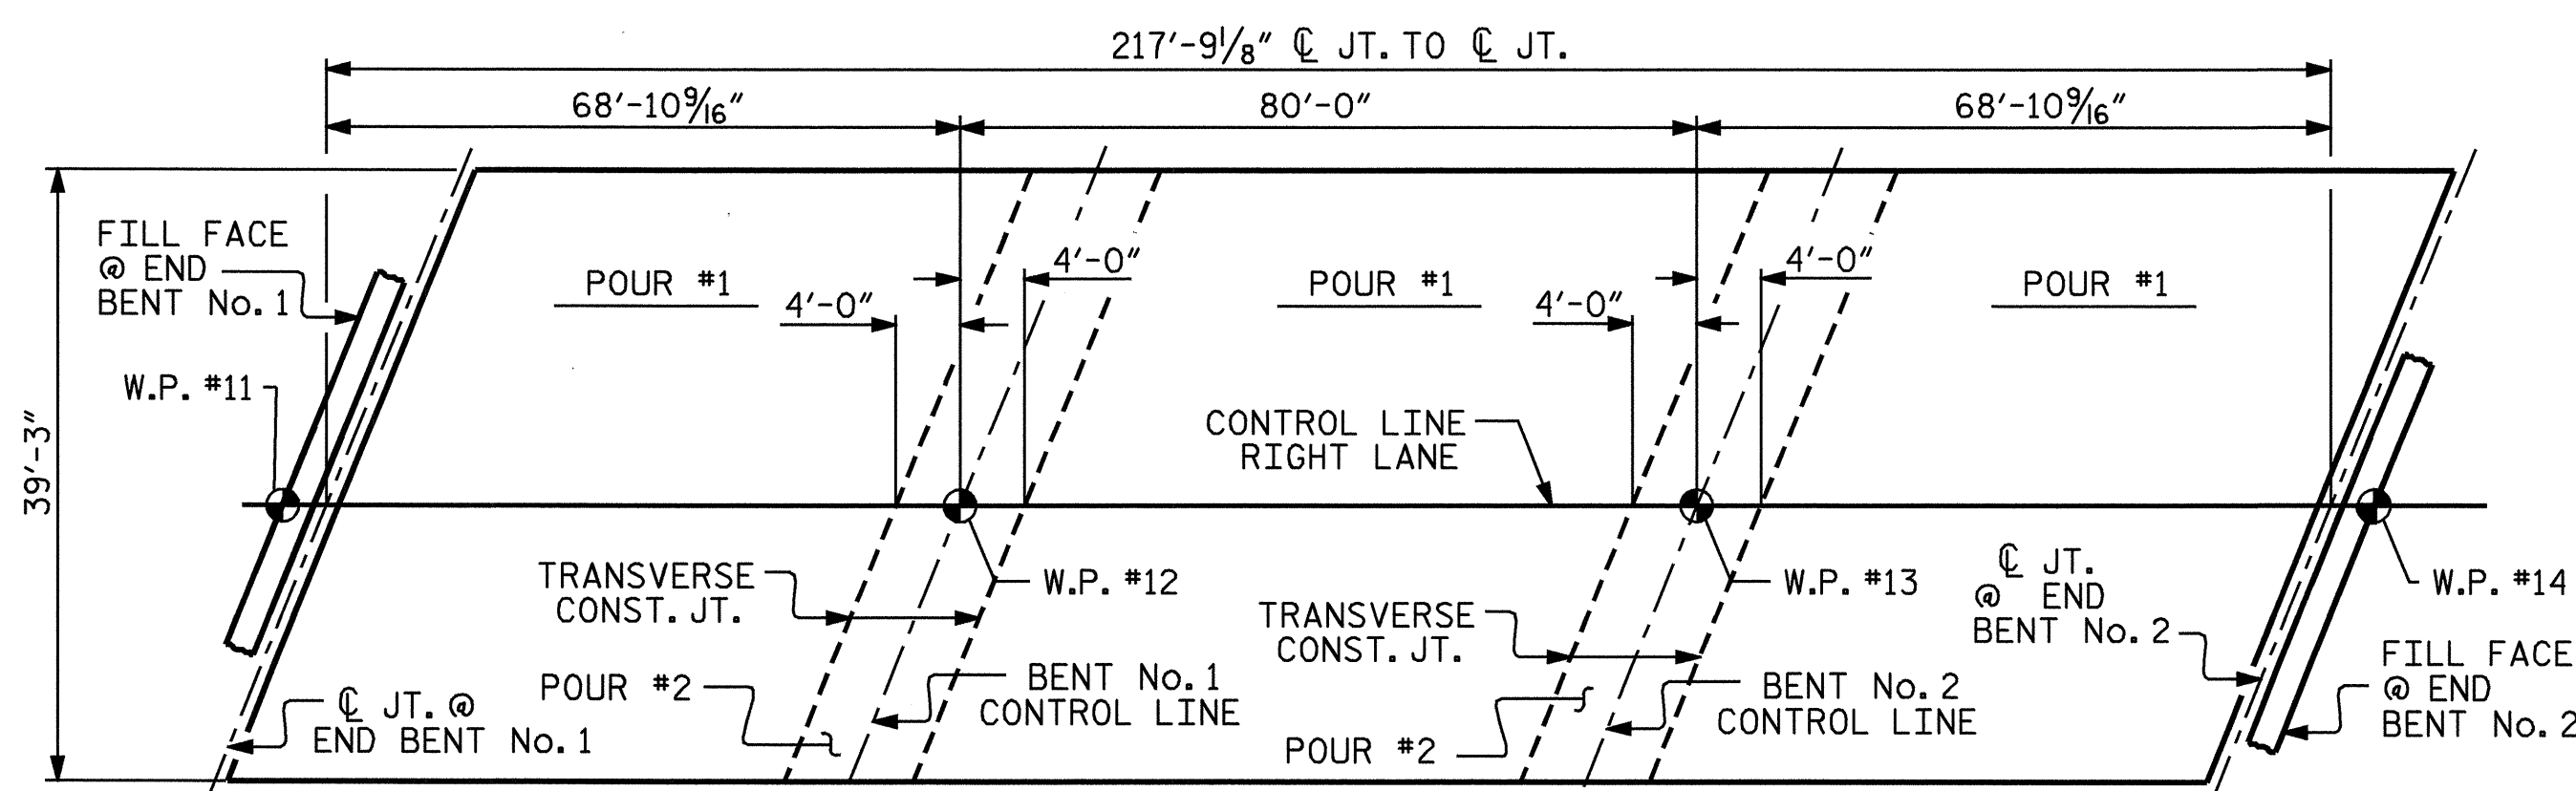 217'-9 1/8" ℄ JT. TO ℄ JT.
68'-10 9/16"
80'-0"
68'-10 9/16"
39'-3"
FILL FACE
@ END
BENT No. 1
POUR #1
4'-0"
4'-0"
POUR #1
4'-0"
4'-0"
POUR #1
W.P. #11
CONTROL LINE
RIGHT LANE
TRANSVERSE
CONST. JT.
W.P. #12
TRANSVERSE
CONST. JT.
W.P. #13
℄ JT.
@ END
BENT No. 2
W.P. #14
POUR #2
BENT No. 1
CONTROL LINE
POUR #2
BENT No. 2
CONTROL LINE
FILL FACE
@ END
BENT No. 2
℄ JT. @
END BENT No. 1